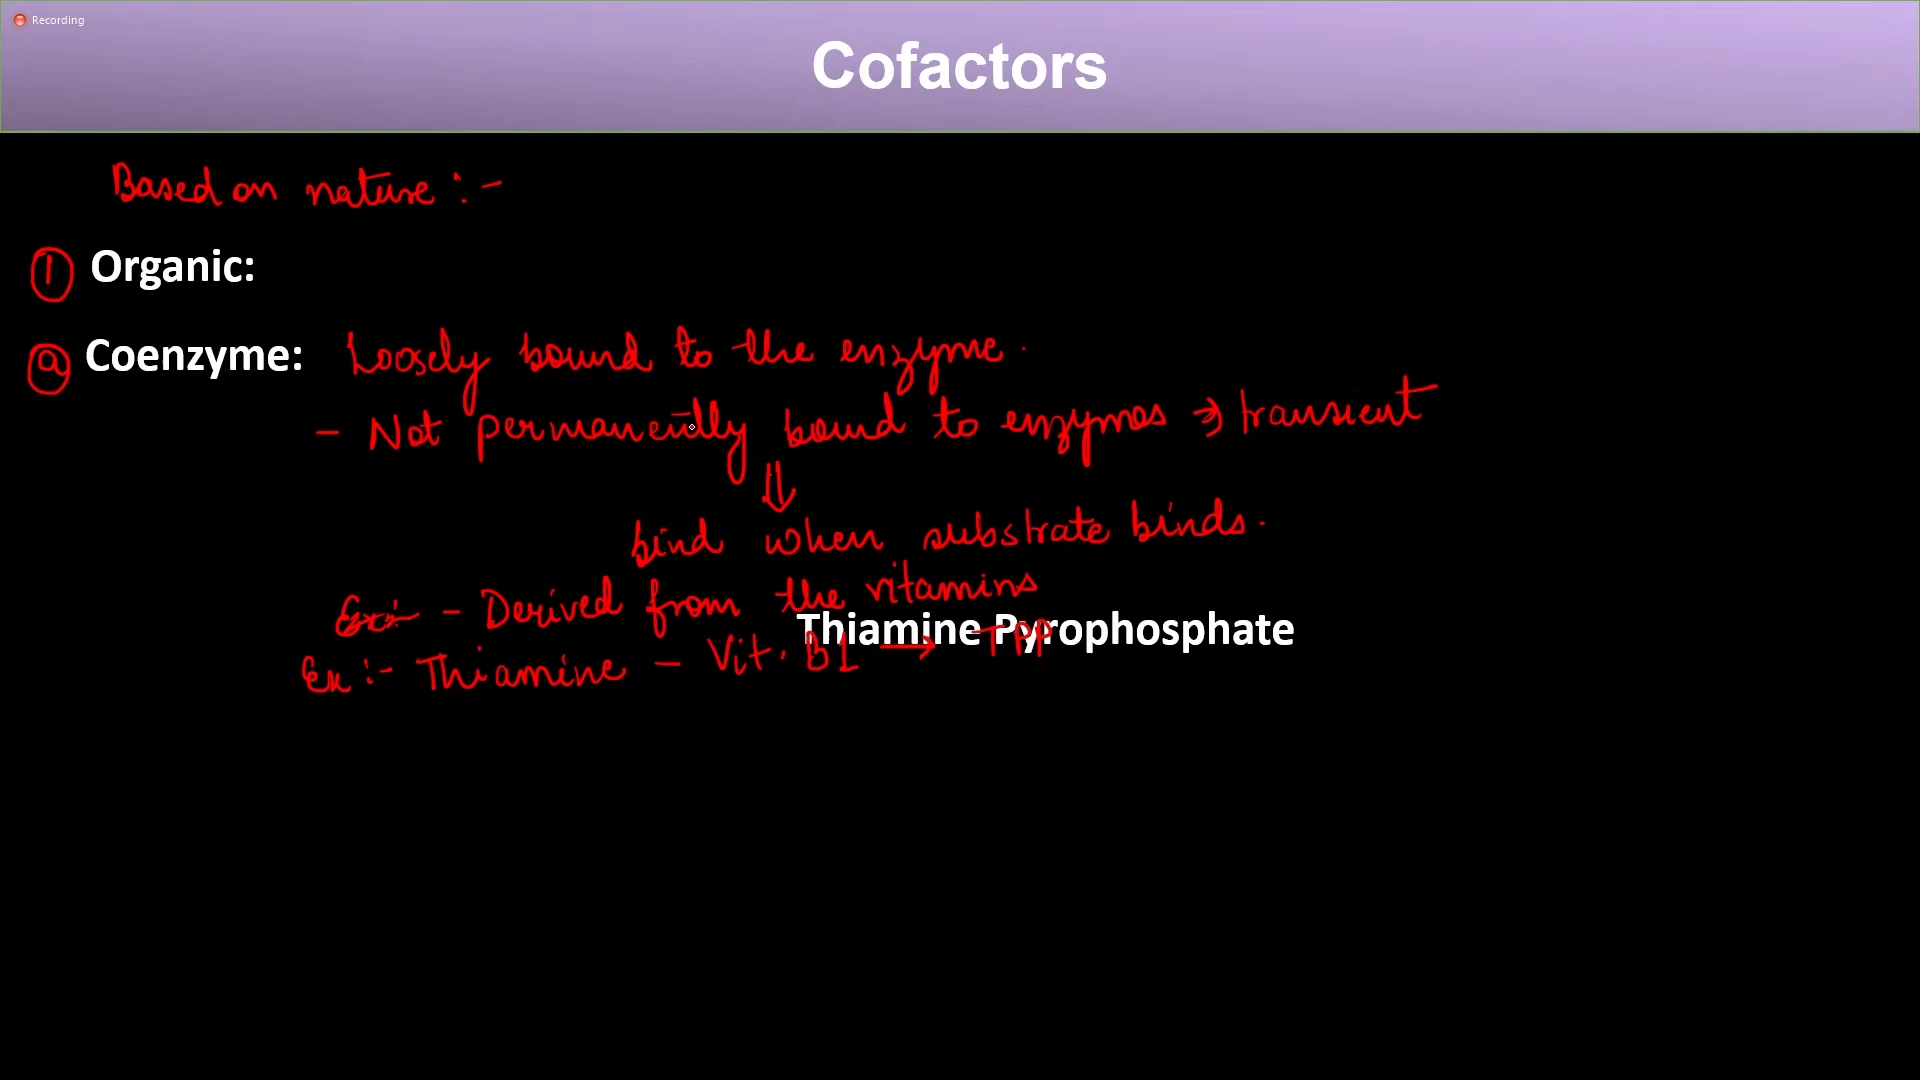 Recording
Cofactors
Based on nature :-
① Organic:
ⓐ Coenzyme: Loosely bound to the enzyme.
- Not permanently bound to enzymes → transient
⇓
bind when substrate binds.
Ex:- - Derived from the vitamins
Thiamine Pyrophosphate
Ex :- Thiamine - Vit. B1 → TPP